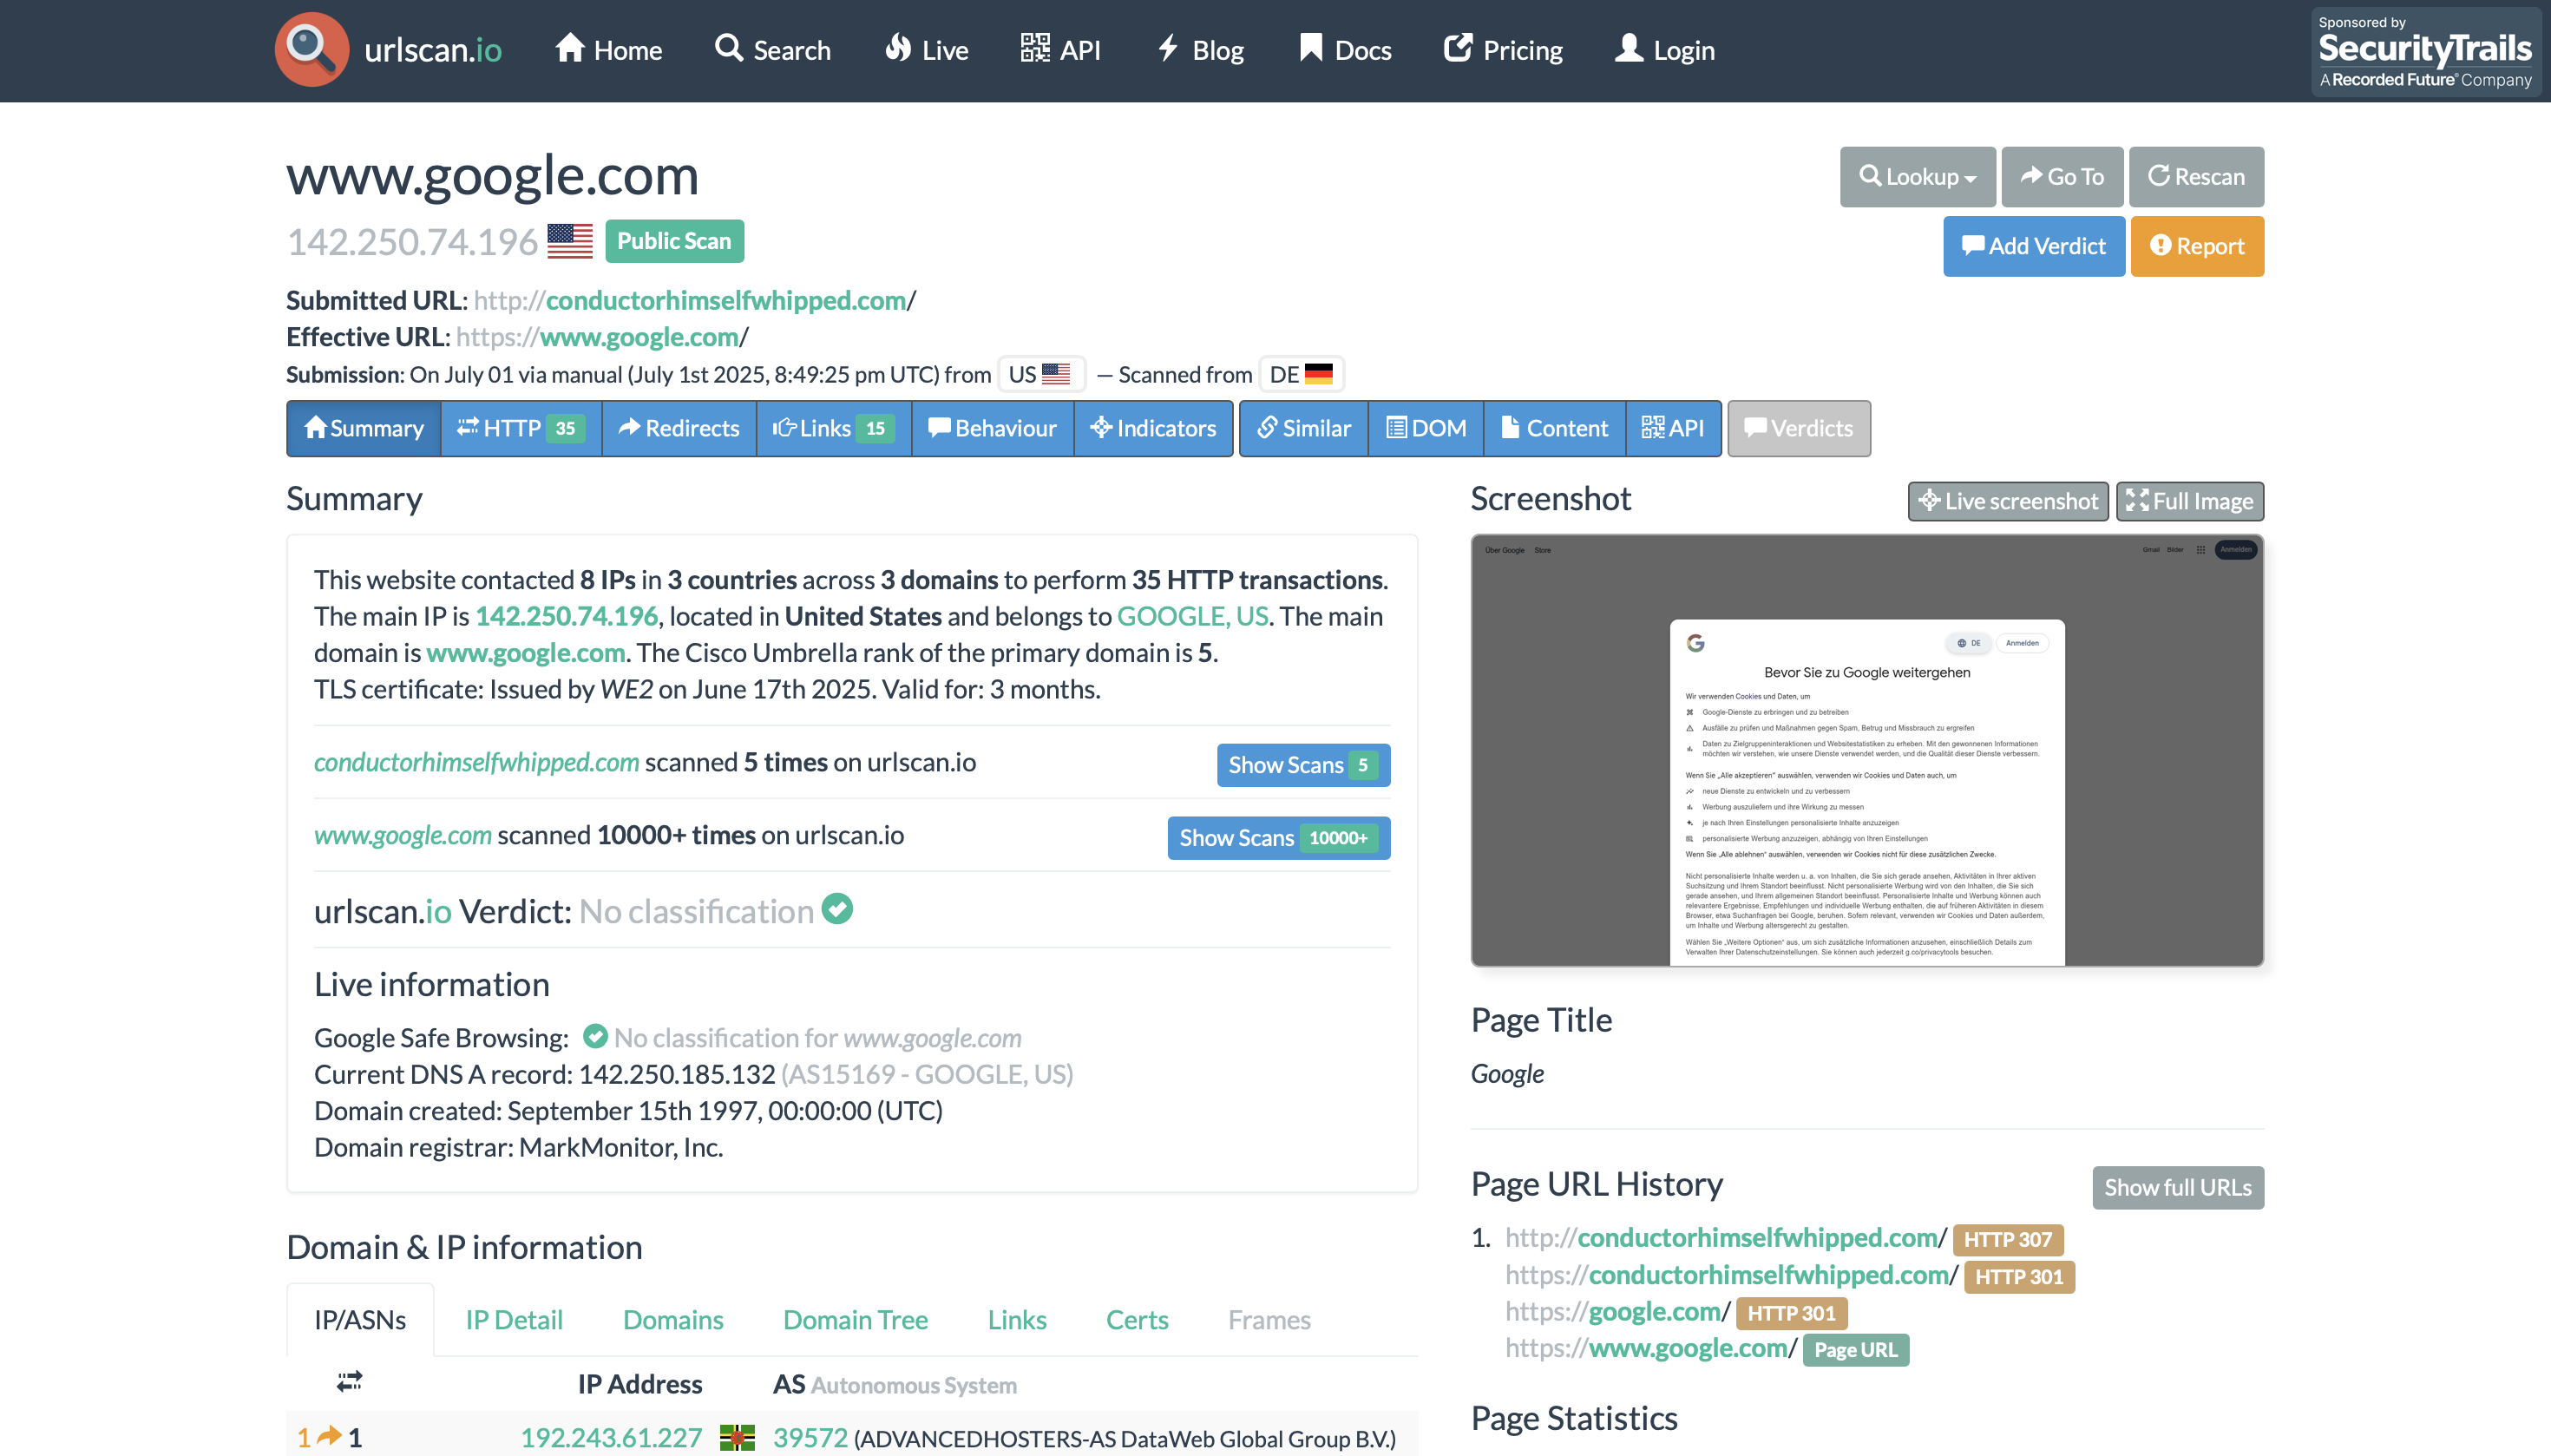 urlscan.io
Home
Search
Live
API
Blog
Docs
Pricing
Login
Sponsored by
SecurityTrails
A Recorded Future® Company
www.google.com
Lookup
Go To
Rescan
142.250.74.196
Public Scan
Add Verdict
Report
Submitted URL: http://conductorhimselfwhipped.com/
Effective URL: https://www.google.com/
Submission: On July 01 via manual (July 1st 2025, 8:49:25 pm UTC) from US — Scanned from DE
Summary
HTTP 35
Redirects
Links 15
Behaviour
Indicators
Similar
DOM
Content
API
Verdicts
Summary
This website contacted 8 IPs in 3 countries across 3 domains to perform 35 HTTP transactions.
The main IP is 142.250.74.196, located in United States and belongs to GOOGLE, US. The main
domain is www.google.com. The Cisco Umbrella rank of the primary domain is 5.
TLS certificate: Issued by WE2 on June 17th 2025. Valid for: 3 months.
conductorhimselfwhipped.com scanned 5 times on urlscan.io
Show Scans 5
www.google.com scanned 10000+ times on urlscan.io
Show Scans 10000+
urlscan.io Verdict: No classification
Live information
Google Safe Browsing: No classification for www.google.com
Current DNS A record: 142.250.185.132 (AS15169 - GOOGLE, US)
Domain created: September 15th 1997, 00:00:00 (UTC)
Domain registrar: MarkMonitor, Inc.
Domain & IP information
IP/ASNs
IP Detail
Domains
Domain Tree
Links
Certs
Frames
IP Address
AS Autonomous System
1 1 192.243.61.227 39572 (ADVANCEDHOSTERS-AS DataWeb Global Group B.V.)
Screenshot
Live screenshot
Full Image
Über Google Store
Gmail Bilder
Anmelden
DE
Anmelden
Bevor Sie zu Google weitergehen
Wir verwenden Cookies und Daten, um
Google-Dienste zu erbringen und zu betreiben
Ausfälle zu prüfen und Maßnahmen gegen Spam, Betrug und Missbrauch zu ergreifen
Daten zu Zielgruppeninteraktionen und Websitestatistiken zu erheben. Mit den gewonnenen Informationen
möchten wir verstehen, wie unsere Dienste verwendet werden, und die Qualität dieser Dienste verbessern.
Wenn Sie „Alle akzeptieren“ auswählen, verwenden wir Cookies und Daten auch, um
neue Dienste zu entwickeln und zu verbessern
Werbung auszuliefern und ihre Wirkung zu messen
je nach Ihren Einstellungen personalisierte Inhalte anzuzeigen
personalisierte Werbung anzuzeigen, abhängig von Ihren Einstellungen
Wenn Sie „Alle ablehnen“ auswählen, verwenden wir Cookies nicht für diese zusätzlichen Zwecke.
Nicht personalisierte Inhalte werden u. a. von Inhalten, die Sie sich gerade ansehen, Aktivitäten in Ihrer aktiven
Suchsitzung und Ihrem Standort beeinflusst. Nicht personalisierte Werbung wird von den Inhalten, die Sie sich
gerade ansehen, und Ihrem allgemeinen Standort beeinflusst. Personalisierte Inhalte und Werbung können auch
relevantere Ergebnisse, Empfehlungen und individuelle Werbung enthalten, die auf früheren Aktivitäten in diesem
Browser, etwa Suchanfragen bei Google, beruhen. Sofern relevant, verwenden wir Cookies und Daten außerdem,
um Inhalte und Werbung altersgerecht zu gestalten.
Wählen Sie „Weitere Optionen“ aus, um sich zusätzliche Informationen anzusehen, einschließlich Details zum
Verwalten Ihrer Datenschutzeinstellungen. Sie können auch jederzeit g.co/privacytools besuchen.
Page Title
Google
Page URL History
Show full URLs
1. http://conductorhimselfwhipped.com/ HTTP 307
https://conductorhimselfwhipped.com/ HTTP 301
https://google.com/ HTTP 301
https://www.google.com/ Page URL
Page Statistics